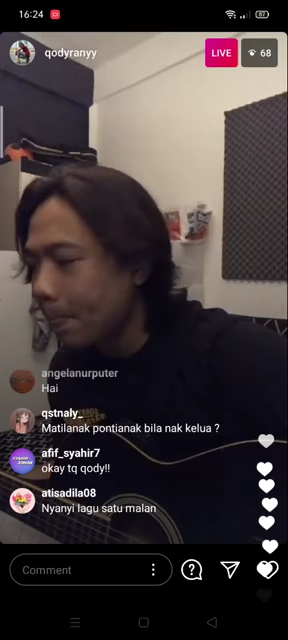 16:24
87
qodyranyy
LIVE
68
angelanurputer
Hai
qstnaly_
Matilanak pontianak bila nak kelua ?
afif_syahir7
okay tq qody!!
atisadila08
Nyanyi lagu satu malan
Comment